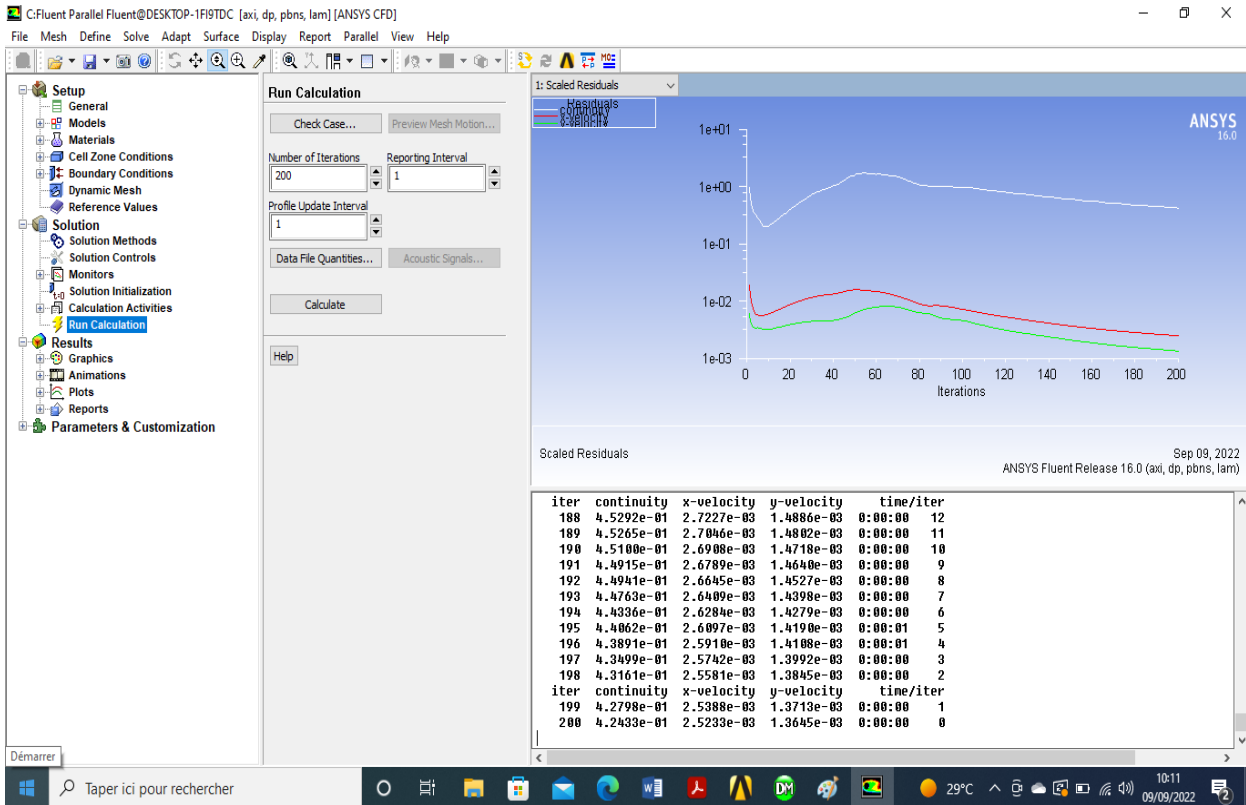 C:Fluent Parallel Fluent@DESKTOP-1FI9TDC [axi, dp, pbns, lam] [ANSYS CFD]
File Mesh Define Solve Adapt Surface Display Report Parallel View Help
Setup
General
Models
Materials
Cell Zone Conditions
Boundary Conditions
Dynamic Mesh
Reference Values
Solution
Solution Methods
Solution Controls
Monitors
Solution Initialization
Calculation Activities
Run Calculation
Results
Graphics
Animations
Plots
Reports
Parameters & Customization
Run Calculation
Check Case... Preview Mesh Motion...
Number of Iterations Reporting Interval
200 1
Profile Update Interval
1
Data File Quantities... Acoustic Signals...
Calculate
Help
1: Scaled Residuals
Residuals
continuity
x-velocity
y-velocity
ANSYS
16.0
1e+01
1e+00
1e-01
1e-02
1e-03
0 20 40 60 80 100 120 140 160 180 200
Iterations
Scaled Residuals Sep 09, 2022
ANSYS Fluent Release 16.0 (axi, dp, pbns, lam)
iter continuity x-velocity y-velocity time/iter
188 4.5292e-01 2.7227e-03 1.4886e-03 0:00:00 12
189 4.5265e-01 2.7046e-03 1.4802e-03 0:00:00 11
190 4.5100e-01 2.6908e-03 1.4718e-03 0:00:00 10
191 4.4915e-01 2.6789e-03 1.4640e-03 0:00:00 9
192 4.4941e-01 2.6645e-03 1.4527e-03 0:00:00 8
193 4.4763e-01 2.6409e-03 1.4398e-03 0:00:00 7
194 4.4336e-01 2.6284e-03 1.4279e-03 0:00:00 6
195 4.4062e-01 2.6097e-03 1.4190e-03 0:00:01 5
196 4.3891e-01 2.5910e-03 1.4108e-03 0:00:01 4
197 4.3499e-01 2.5742e-03 1.3992e-03 0:00:00 3
198 4.3161e-01 2.5581e-03 1.3845e-03 0:00:00 2
iter continuity x-velocity y-velocity time/iter
199 4.2798e-01 2.5388e-03 1.3713e-03 0:00:00 1
200 4.2433e-01 2.5233e-03 1.3645e-03 0:00:00 0
Démarrer
Taper ici pour rechercher
DM
29°C
10:11
09/09/2022
2